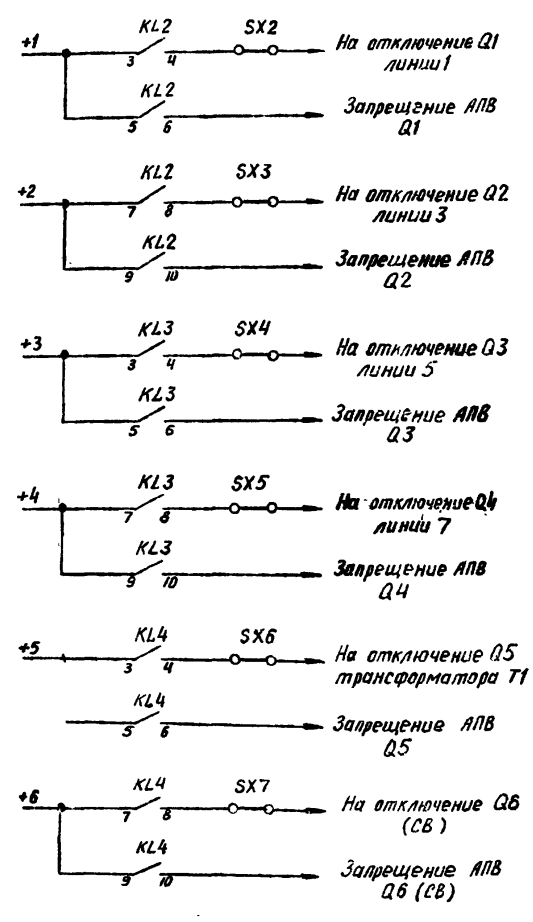 KL2 SX2
+1 3 4 На отключение Q1
линии 1
KL2
5 6 Запрещение АПВ
Q1
KL2 SX3
+2 7 8 На отключение Q2
линии 3
KL2
9 10 Запрещение АПВ
Q2
KL3 SX4
+3 3 4 На отключение Q3
линии 5
KL3
5 6 Запрещение АПВ
Q3
KL3 SX5
+4 7 8 На отключение Q4
линии 7
KL3
9 10 Запрещение АПВ
Q4
KL4 SX6
+5 3 4 На отключение Q5
трансформатора Т1
KL4
5 6 Запрещение АПВ
Q5
KL4 SX7
+6 7 8 На отключение Q6
(СВ)
KL4
9 10 Запрещение АПВ
Q6 (СВ)